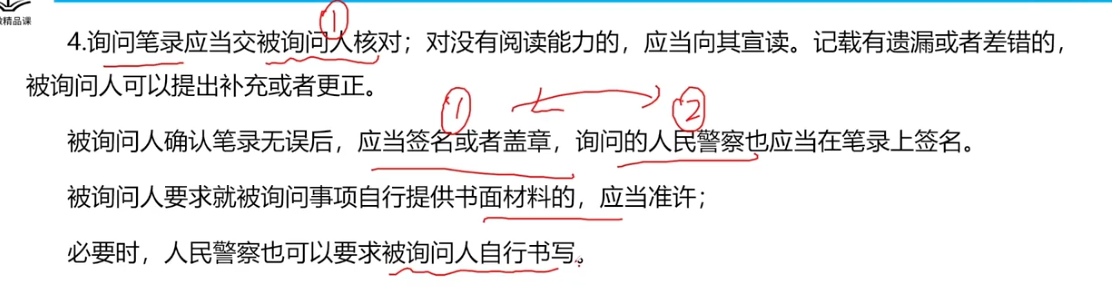 精品课
①
4.询问笔录应当交被询问人核对；对没有阅读能力的，应当向其宣读。记载有遗漏或者差错的，
被询问人可以提出补充或者更正。
① ②
被询问人确认笔录无误后，应当签名或者盖章，询问的人民警察也应当在笔录上签名。
被询问人要求就被询问事项自行提供书面材料的，应当准许；
必要时，人民警察也可以要求被询问人自行书写。